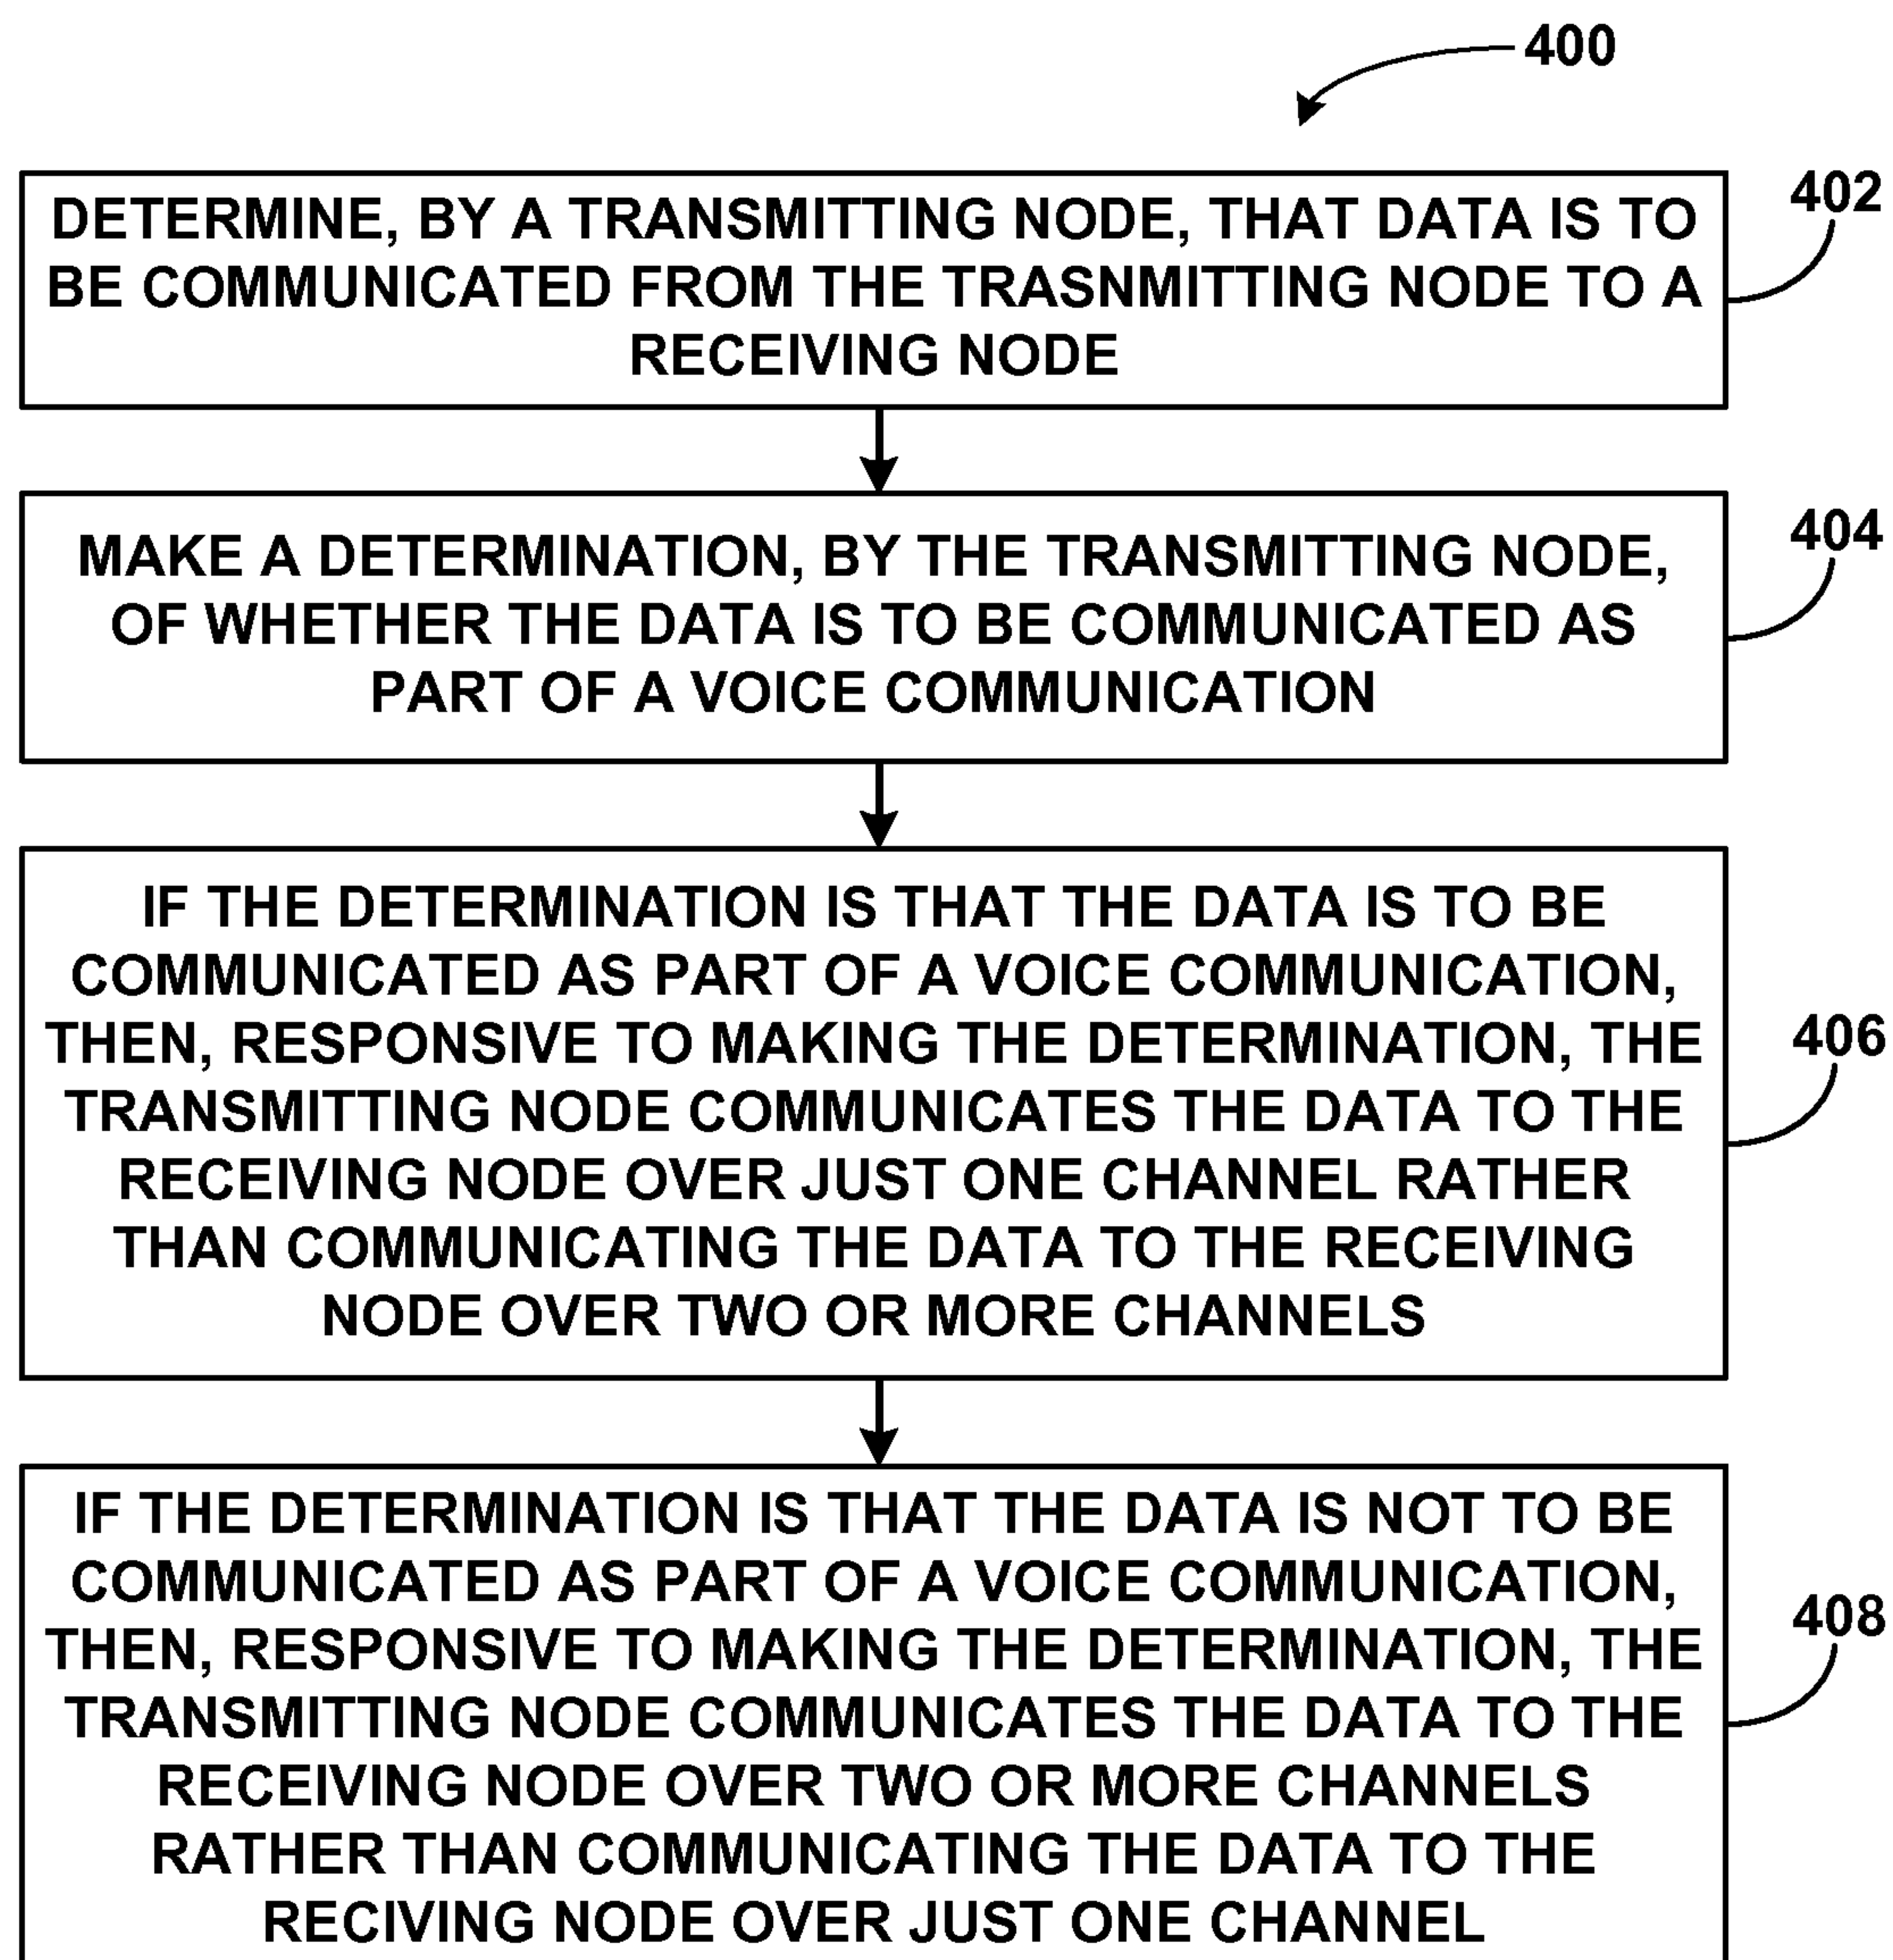 400
DETERMINE, BY A TRANSMITTING NODE, THAT DATA IS TO
BE COMMUNICATED FROM THE TRASNMITTING NODE TO A
RECEIVING NODE
402
MAKE A DETERMINATION, BY THE TRANSMITTING NODE,
OF WHETHER THE DATA IS TO BE COMMUNICATED AS
PART OF A VOICE COMMUNICATION
404
IF THE DETERMINATION IS THAT THE DATA IS TO BE
COMMUNICATED AS PART OF A VOICE COMMUNICATION,
THEN, RESPONSIVE TO MAKING THE DETERMINATION, THE
TRANSMITTING NODE COMMUNICATES THE DATA TO THE
RECEIVING NODE OVER JUST ONE CHANNEL RATHER
THAN COMMUNICATING THE DATA TO THE RECEIVING
NODE OVER TWO OR MORE CHANNELS
406
IF THE DETERMINATION IS THAT THE DATA IS NOT TO BE
COMMUNICATED AS PART OF A VOICE COMMUNICATION,
THEN, RESPONSIVE TO MAKING THE DETERMINATION, THE
TRANSMITTING NODE COMMUNICATES THE DATA TO THE
RECEIVING NODE OVER TWO OR MORE CHANNELS
RATHER THAN COMMUNICATING THE DATA TO THE
RECIVING NODE OVER JUST ONE CHANNEL
408